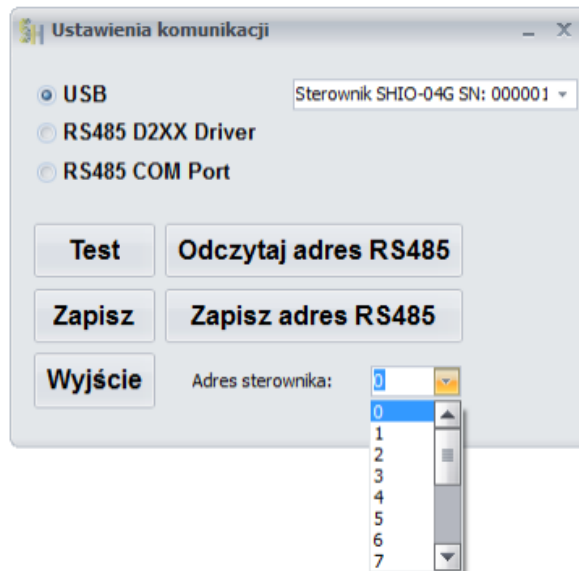 Ustawienia komunikacji
USB
Sterownik SHIO-04G SN: 000001
RS485 D2XX Driver
RS485 COM Port
Test
Odczytaj adres RS485
Zapisz
Zapisz adres RS485
Wyjście
Adres sterownika:
0
0
1
2
3
4
5
6
7